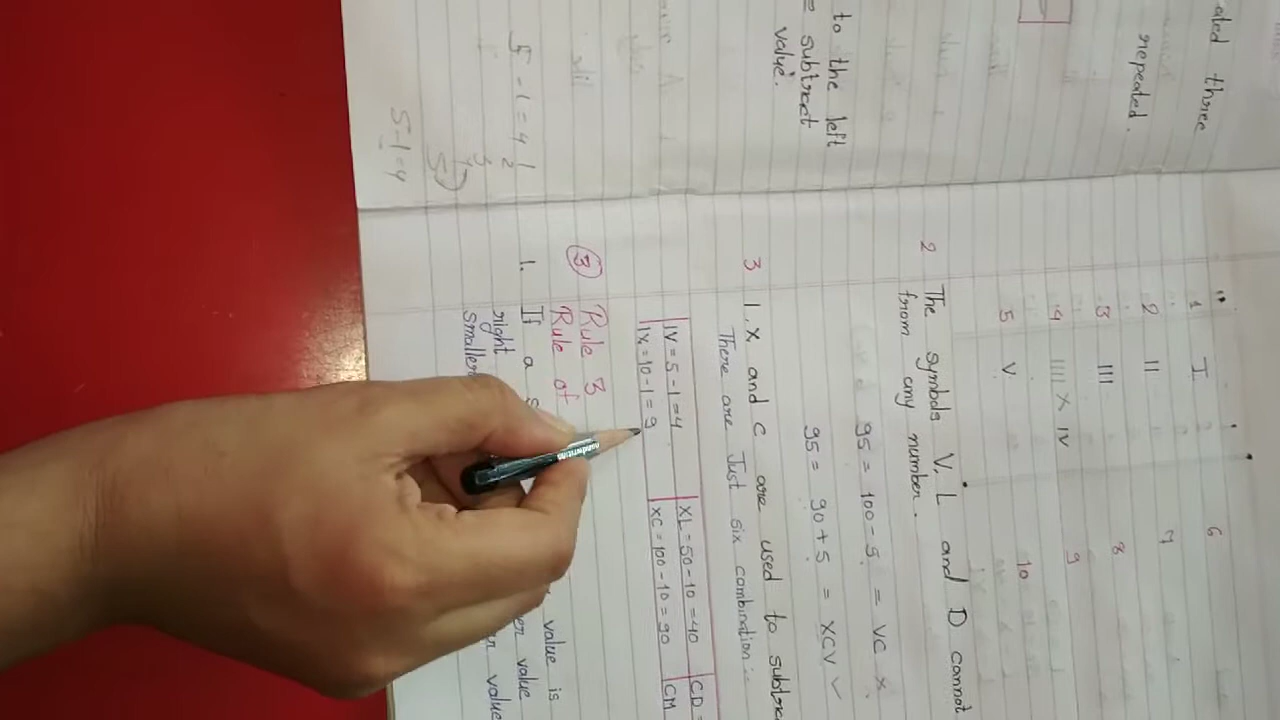 ated three
repeated.
to the left
= subtract
value.
5 - 1 = 4
5-1=4
1 I 6
2 II 7
3 III 8
4 IIII X IV 9
5 V 10
2 The symbols V, L and D cannot
from any number.
95 = 100 - 5 = VC X
95 = 90 + 5 = XCV ✓
3 I, X and C are used to subtrac
There are Just six combination :-
IV = 5 - 1 = 4 XL = 50 - 10 = 40 CD =
IX = 10 - 1 = 9 XC = 100 - 10 = 90 CM
③ Rule 3
Rule of
1. If a value is
right value
smaller value